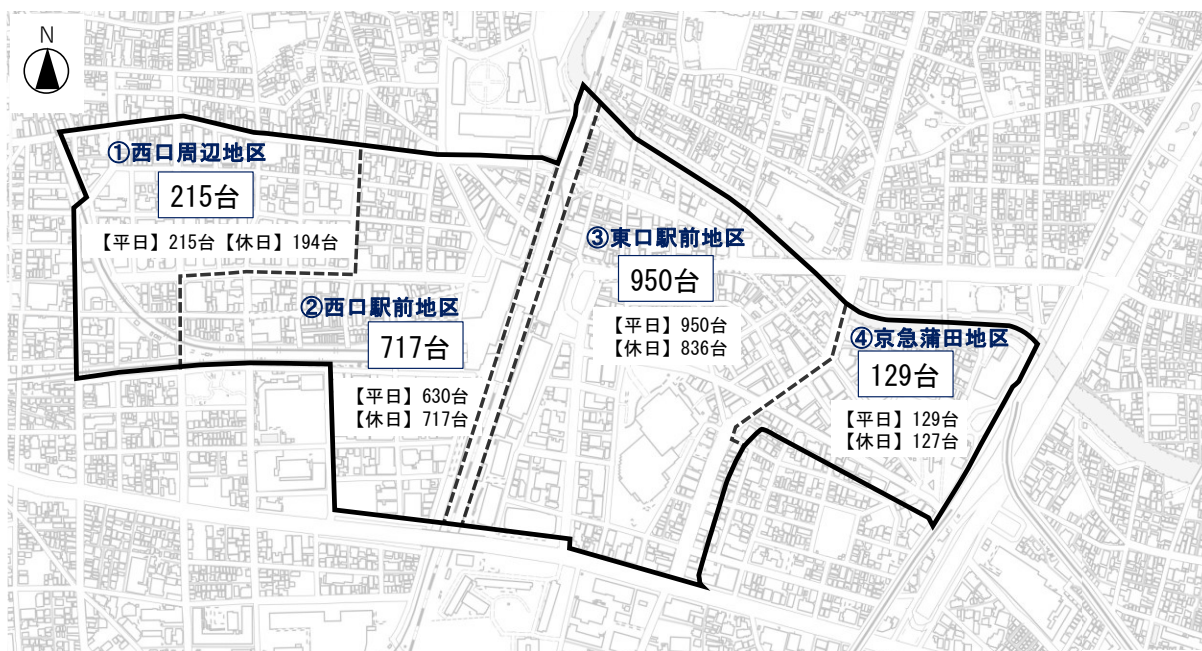 N
①西口周辺地区
215台
【平日】215台【休日】194台
②西口駅前地区
717台
【平日】630台
【休日】717台
③東口駅前地区
950台
【平日】950台
【休日】836台
④京急蒲田地区
129台
【平日】129台
【休日】127台